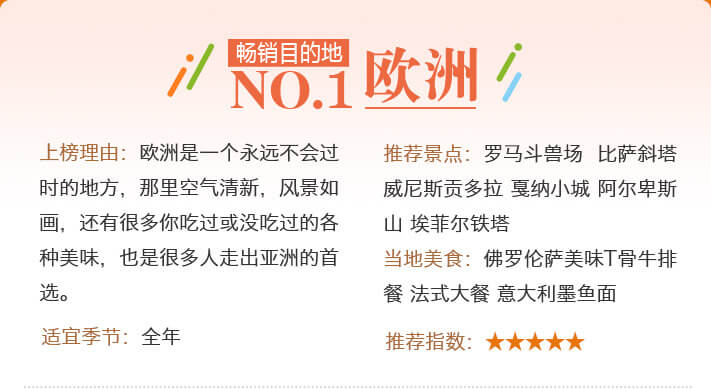 畅销目的地
NO.1 欧洲
上榜理由：欧洲是一个永远不会过
时的地方，那里空气清新，风景如
画，还有很多你吃过或没吃过的各
种美味，也是很多人走出亚洲的首
选。
适宜季节：全年
推荐景点：罗马斗兽场 比萨斜塔
威尼斯贡多拉 戛纳小城 阿尔卑斯
山 埃菲尔铁塔
当地美食：佛罗伦萨美味T骨牛排
餐 法式大餐 意大利墨鱼面
推荐指数：★★★★★